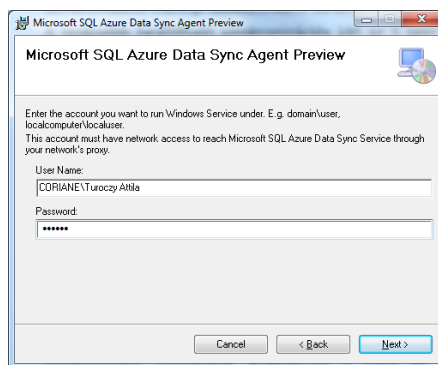 Microsoft SQL Azure Data Sync Agent Preview
Microsoft SQL Azure Data Sync Agent Preview
Enter the account you want to run Windows Service under. E.g. domain\user,
localcomputer\localuser.
This account must have network access to reach Microsoft SQL Azure Data Sync Service through
your network's proxy.
User Name:
CORIANE\Turoczy Attila
Password:
••••••
Cancel
< Back
Next >